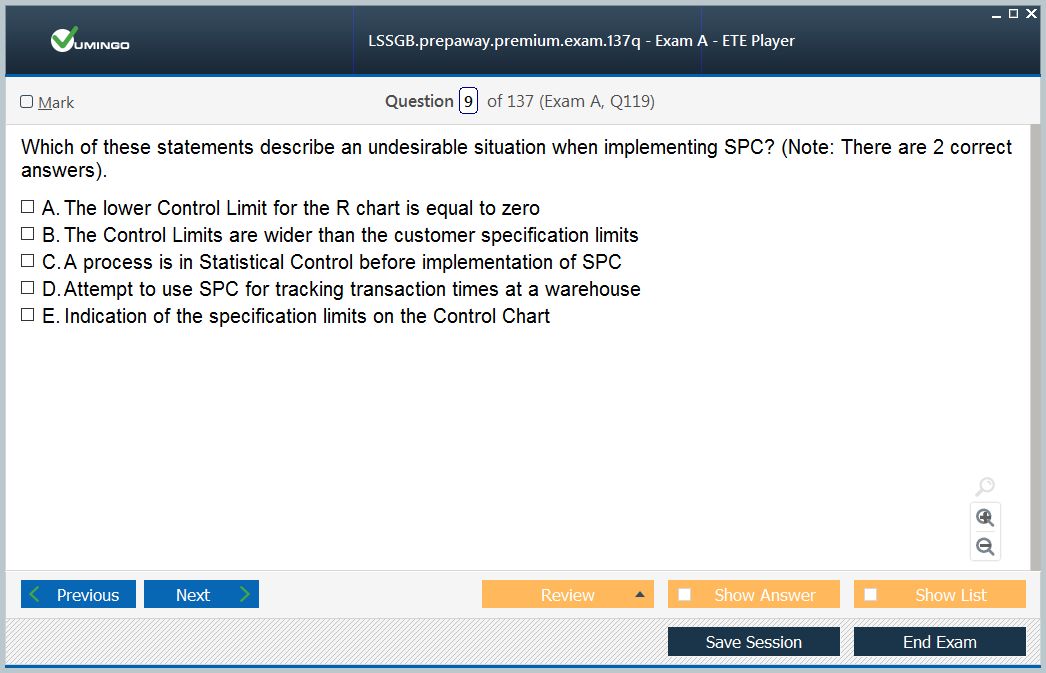 VUMINGO
LSSGB.prepaway.premium.exam.137q - Exam A - ETE Player
Mark
Question 9 of 137 (Exam A, Q119)
Which of these statements describe an undesirable situation when implementing SPC? (Note: There are 2 correct
answers).
A. The lower Control Limit for the R chart is equal to zero
B. The Control Limits are wider than the customer specification limits
C. A process is in Statistical Control before implementation of SPC
D. Attempt to use SPC for tracking transaction times at a warehouse
E. Indication of the specification limits on the Control Chart
Previous
Next
Review
Show Answer
Show List
Save Session
End Exam